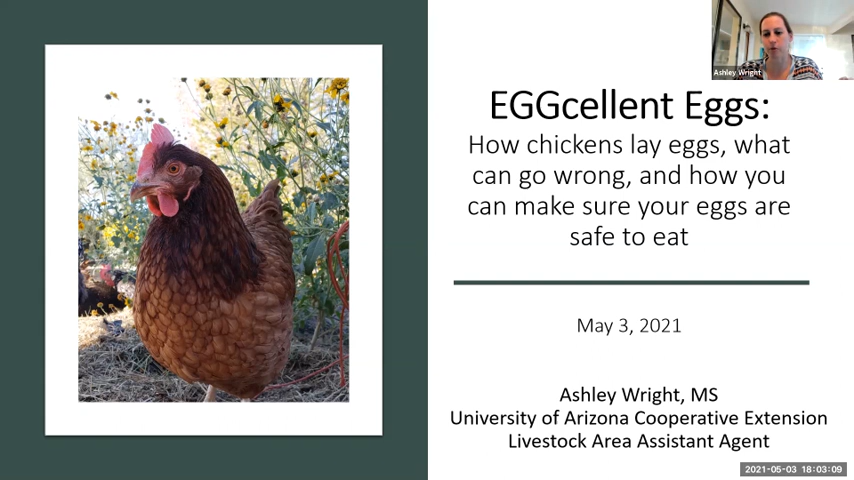 Ashley Wright
EGGcellent Eggs:
How chickens lay eggs, what
can go wrong, and how you
can make sure your eggs are
safe to eat
May 3, 2021
Ashley Wright, MS
University of Arizona Cooperative Extension
Livestock Area Assistant Agent
2021-05-03 18:03:09